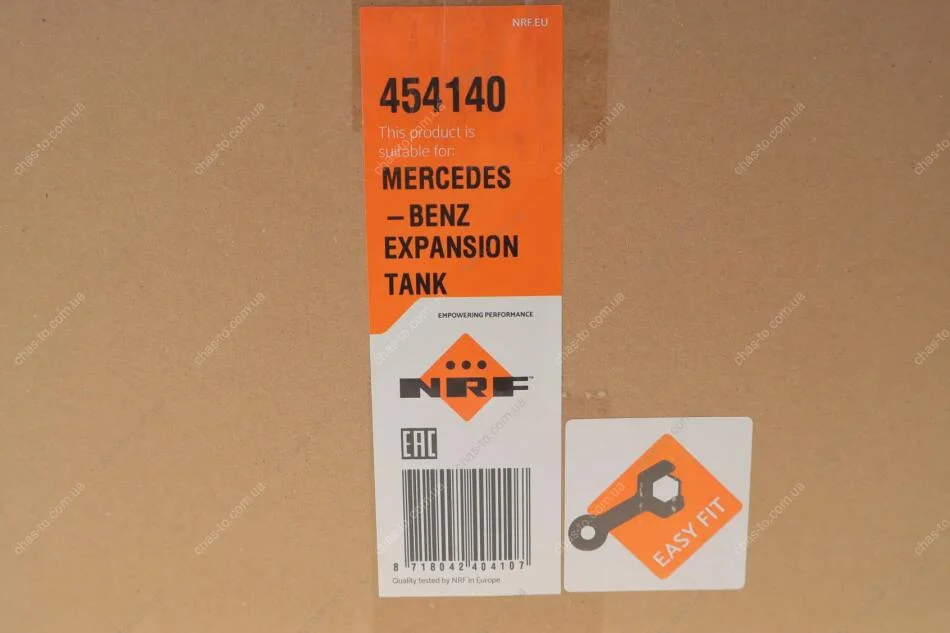 NRF.EU
454140
This product is
suitable for:
MERCEDES
–BENZ
EXPANSION
TANK
EMPOWERING PERFORMANCE
NRF™
EAC
8 718042 404107
Quality tested by NRF in Europe
EASY FIT
chas-to.com.ua